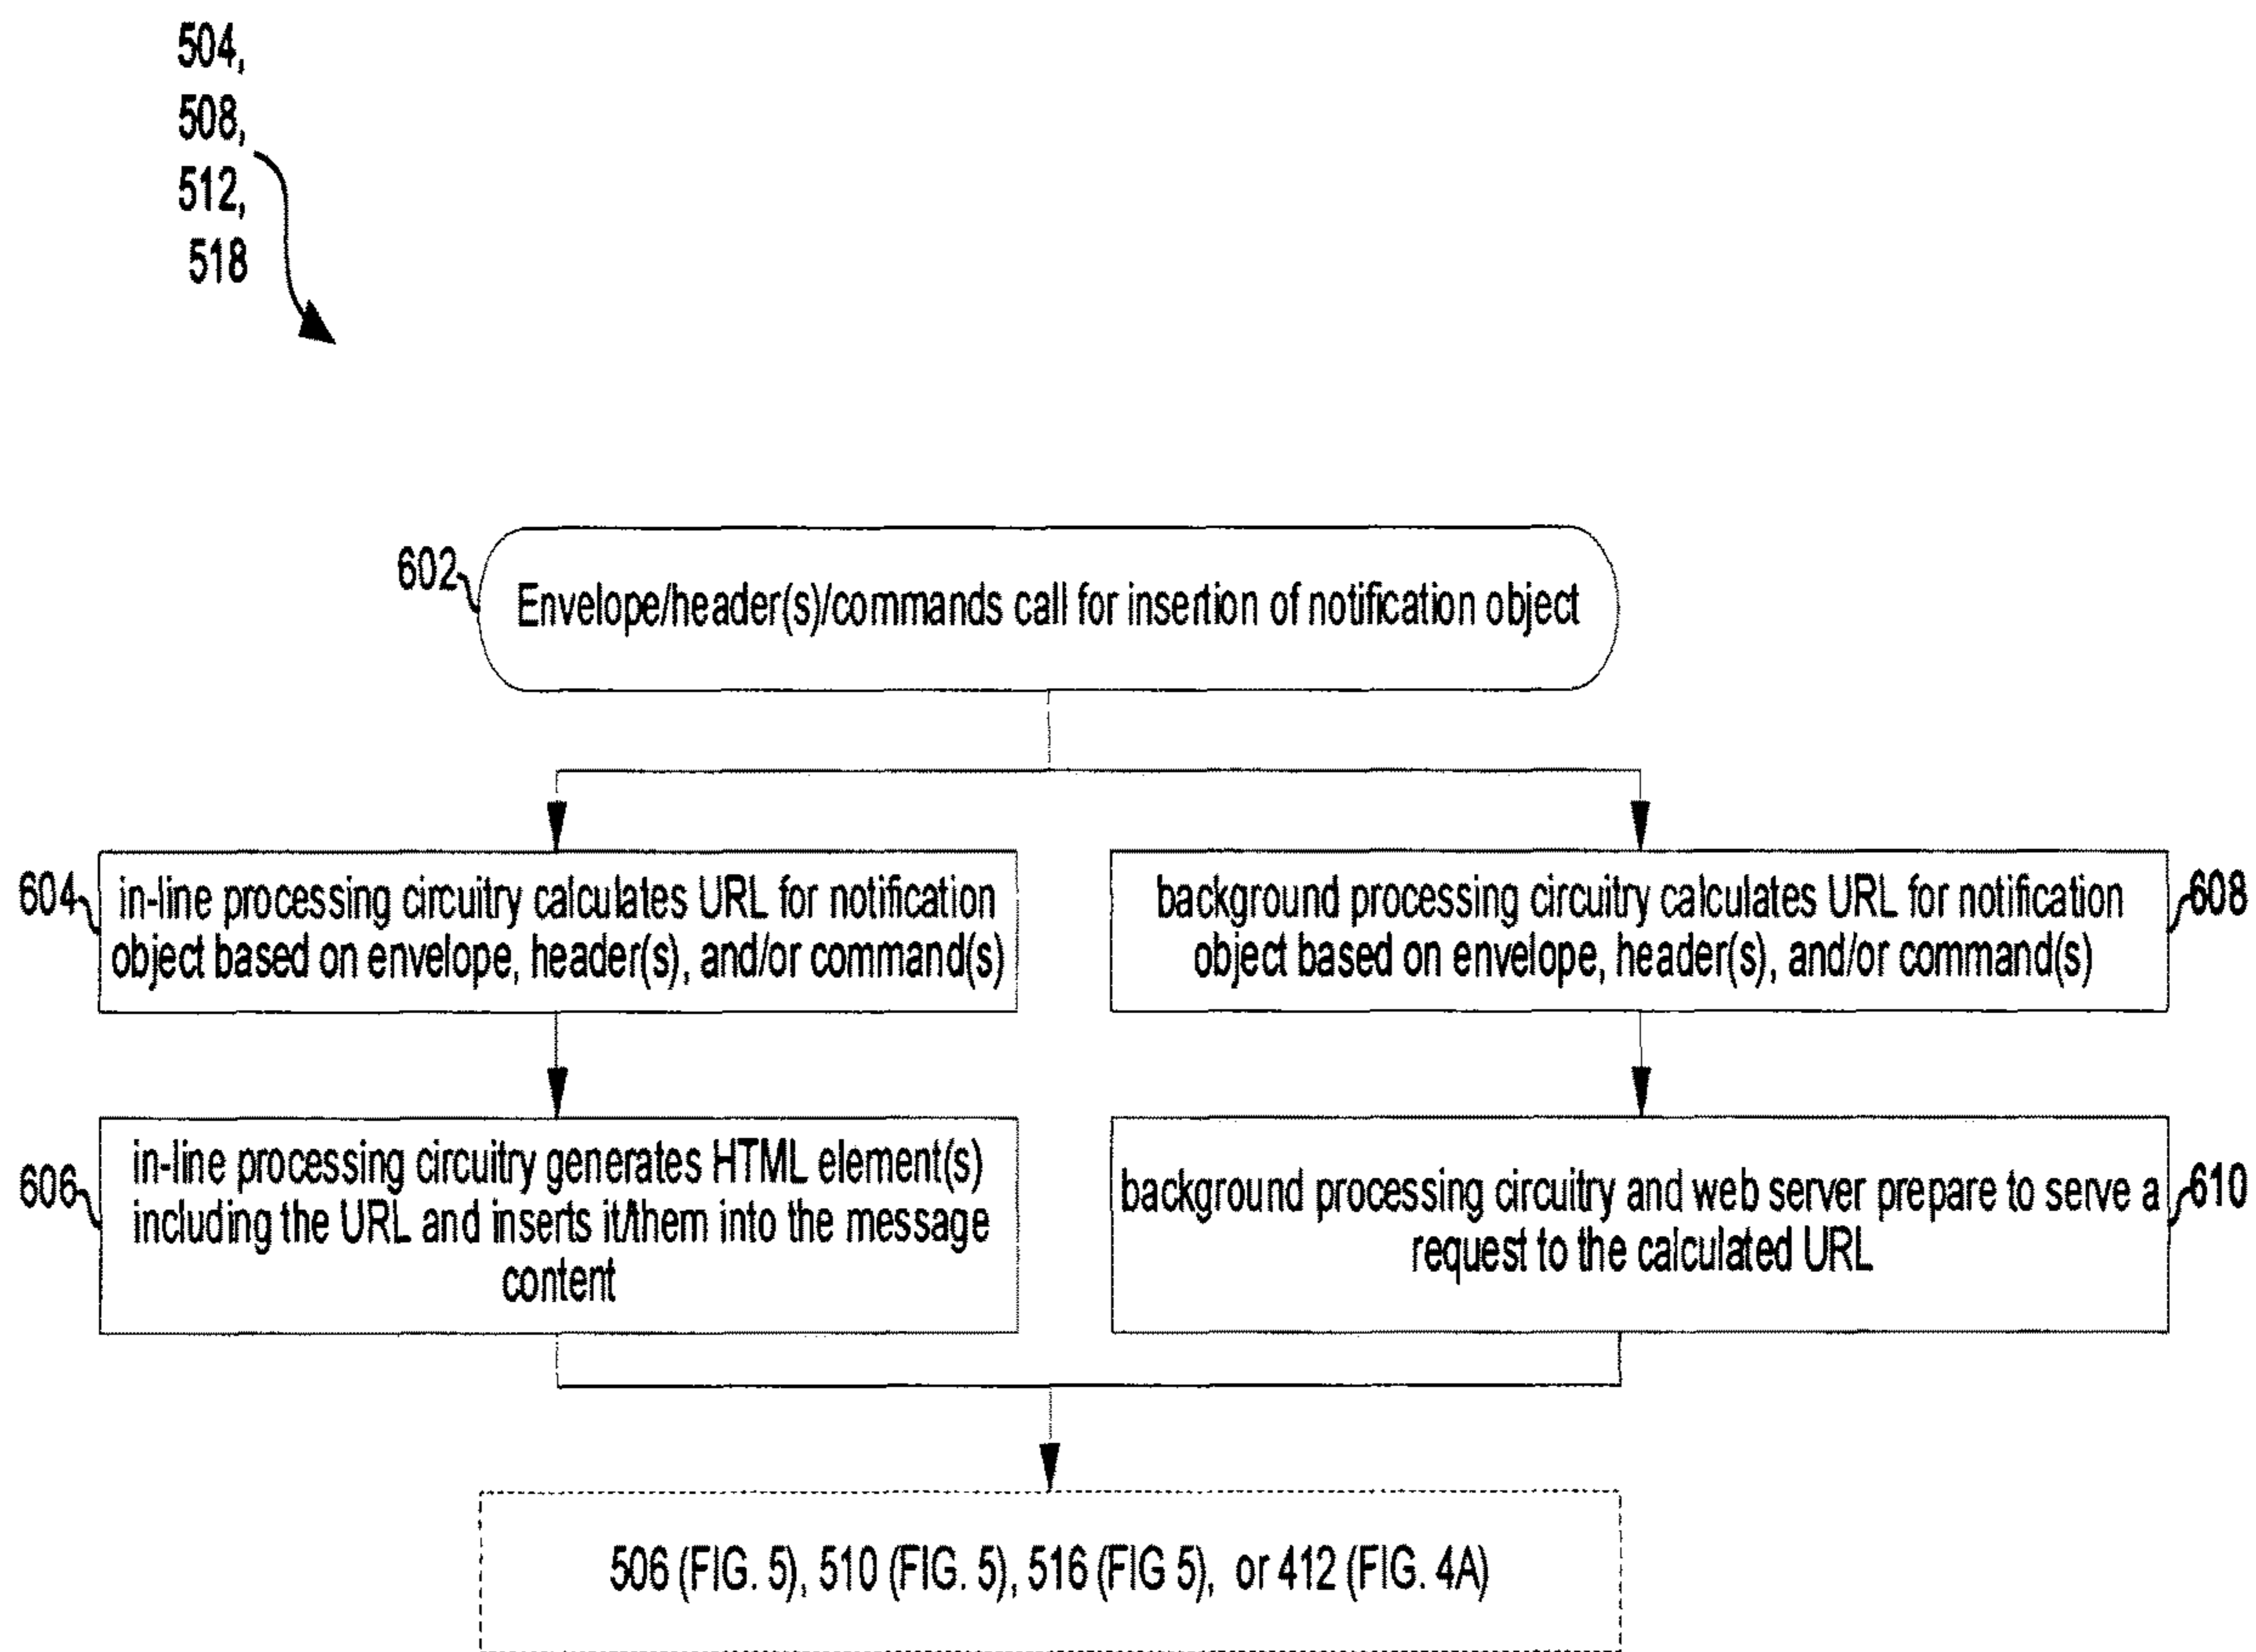 504,
508,
512,
518
602
Envelope/header(s)/commands call for insertion of notification object
604
in-line processing circuitry calculates URL for notification
object based on envelope, header(s), and/or command(s)
background processing circuitry calculates URL for notification
object based on envelope, header(s), and/or command(s)
608
606
in-line processing circuitry generates HTML element(s)
including the URL and inserts it/them into the message
content
background processing circuitry and web server prepare to serve a
request to the calculated URL
610
506 (FIG. 5), 510 (FIG. 5), 516 (FIG 5), or 412 (FIG. 4A)